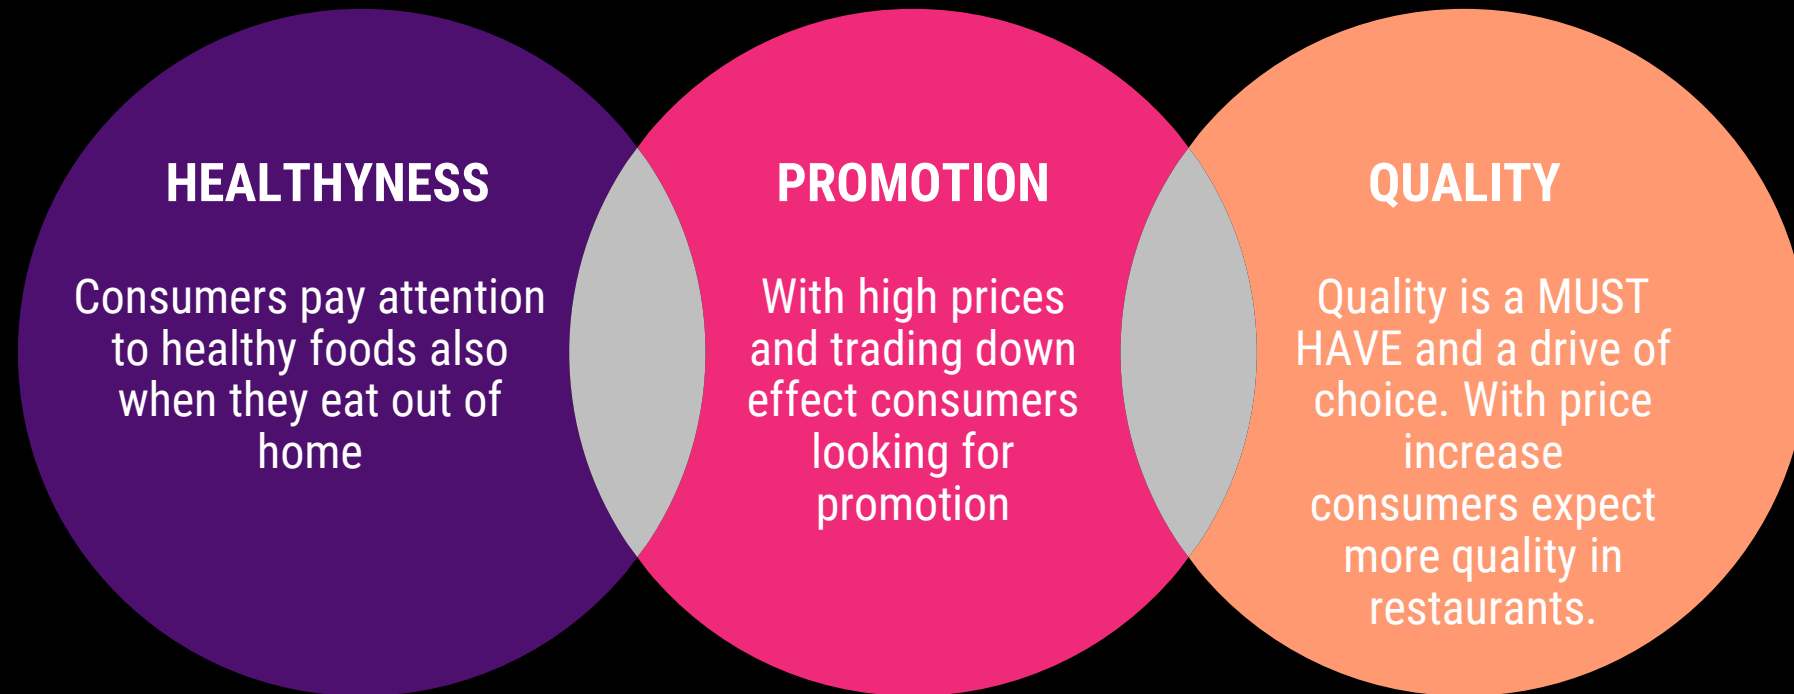 HEALTHYNESS
Consumers pay attention
to healthy foods also
when they eat out of
home
PROMOTION
With high prices
and trading down
effect consumers
looking for
promotion
QUALITY
Quality is a MUST
HAVE and a drive of
choice. With price
increase
consumers expect
more quality in
restaurants.